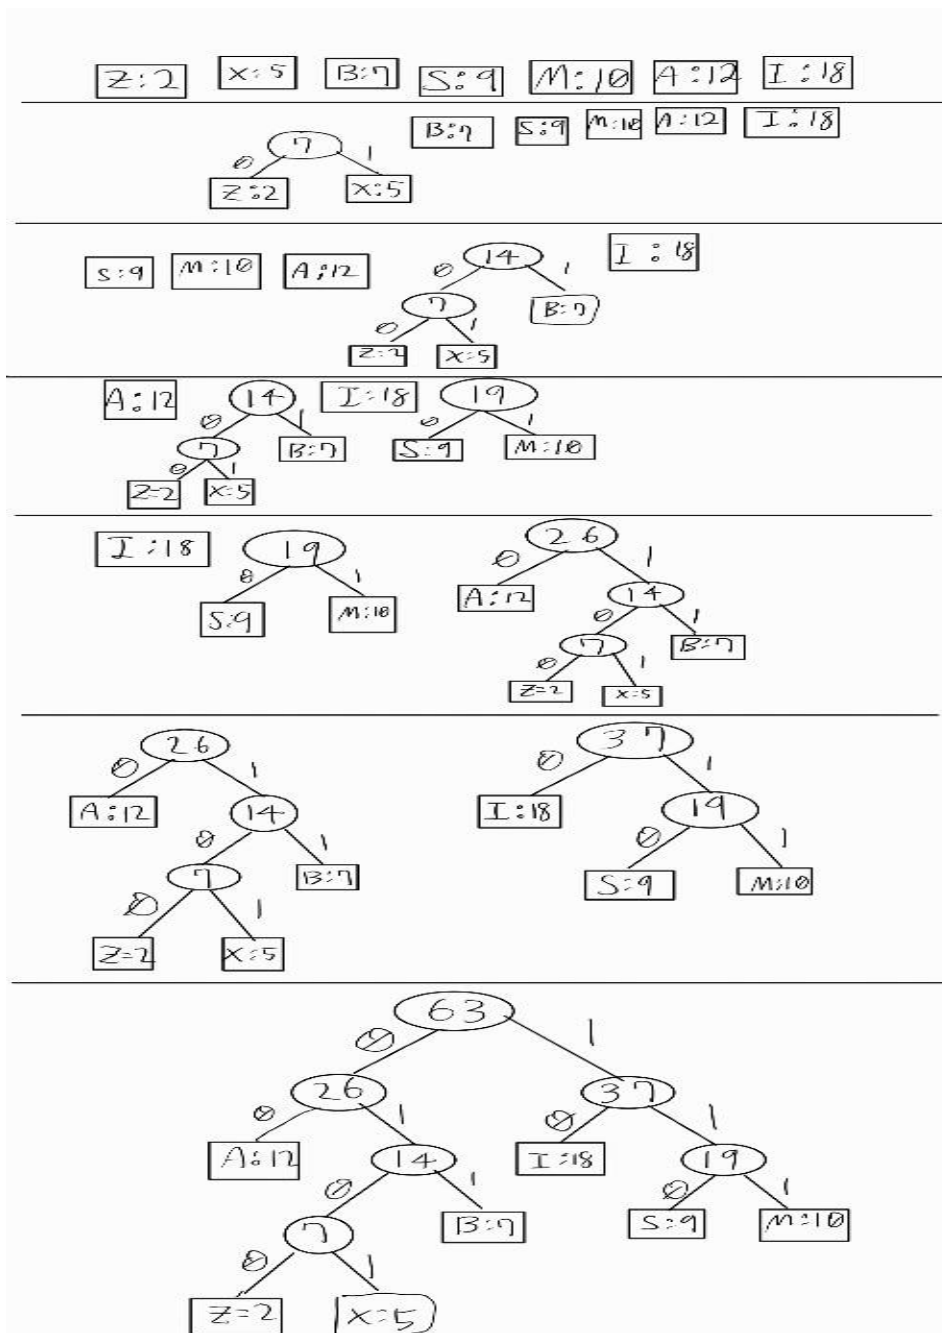 Z:2 X:5 B:7 S:9 M:10 A:12 I:18
7 B:7 S:9 M:10 A:12 I:18
0 1
Z:2 X:5
S:9 M:10 A:12 14 I:18
0 1
7 B:7
0 1
Z:2 X:5
A:12 14 I:18 19
0 1 0 1
7 B:7 S:9 M:10
0 1
Z=2 X:5
I:18 19 26
0 1 0 1
S:9 M:10 A:12 14
0 1
7 B:7
0 1
Z=2 X:5
26 37
0 1 0 1
A:12 14 I:18 19
0 1 0 1
7 B:7 S:9 M:10
0 1
Z=2 X:5
63
0 1
26 37
0 1 0 1
A:12 14 I:18 19
0 1 0 1
7 B:7 S:9 M:10
0 1
Z=2 X:5